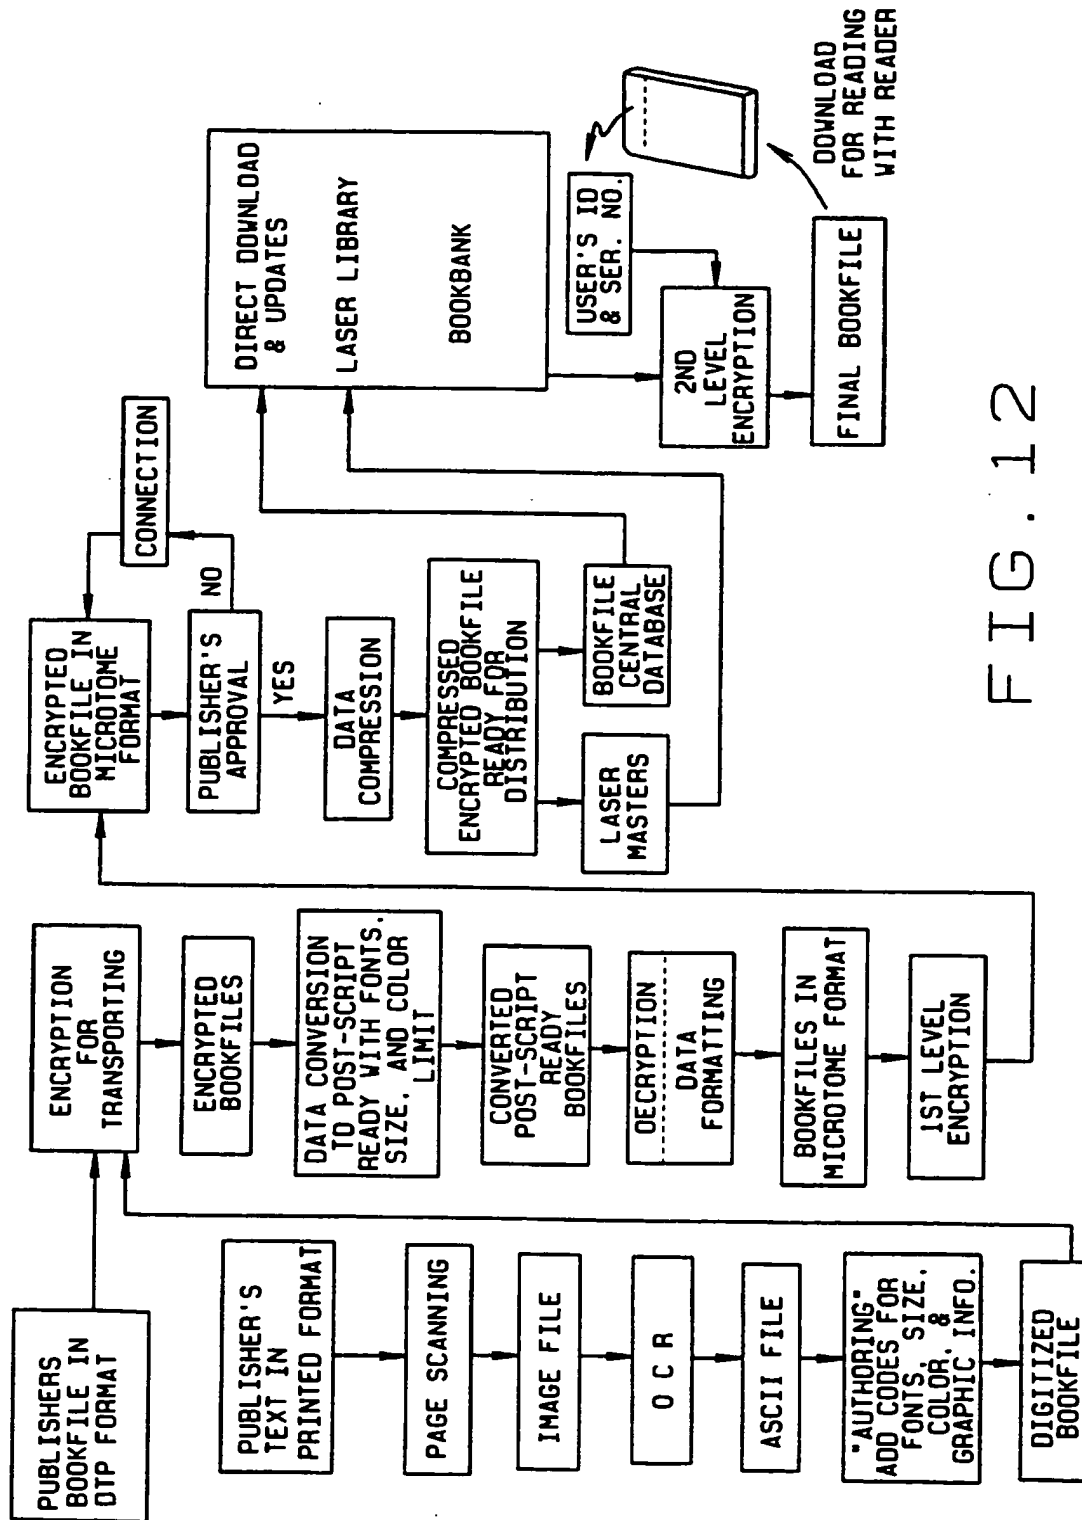 PUBLISHERS
BOOKFILE IN
DTP FORMAT
PUBLISHER'S
TEXT IN
PRINTED FORMAT
PAGE SCANNING
IMAGE FILE
O C R
ASCII FILE
"AUTHORING"
ADD CODES FOR
FONTS, SIZE,
COLOR, &
GRAPHIC INFO.
DIGITIZED
BOOKFILE
ENCRYPTION
FOR
TRANSPORTING
ENCRYPTED
BOOKFILES
DATA CONVERSION
TO POST-SCRIPT
READY WITH FONTS,
SIZE, AND COLOR
LIMIT
CONVERTED
POST-SCRIPT
READY
BOOKFILES
DECRYPTION
DATA
FORMATTING
BOOKFILES IN
MICROTOME FORMAT
1ST LEVEL
ENCRYPTION
ENCRYPTED
BOOKFILE IN
MICROTOME
FORMAT
CONNECTION
PUBLISHER'S
APPROVAL
NO
YES
DATA
COMPRESSION
COMPRESSED
ENCRYPTED BOOKFILE
READY FOR
DISTRIBUTION
LASER
MASTERS
BOOKFILE
CENTRAL
DATABASE
DIRECT DOWNLOAD
& UPDATES
LASER LIBRARY
BOOKBANK
USER'S ID
& SER. NO.
2ND
LEVEL
ENCRYPTION
FINAL BOOKFILE
DOWNLOAD
FOR READING
WITH READER
FIG. 12